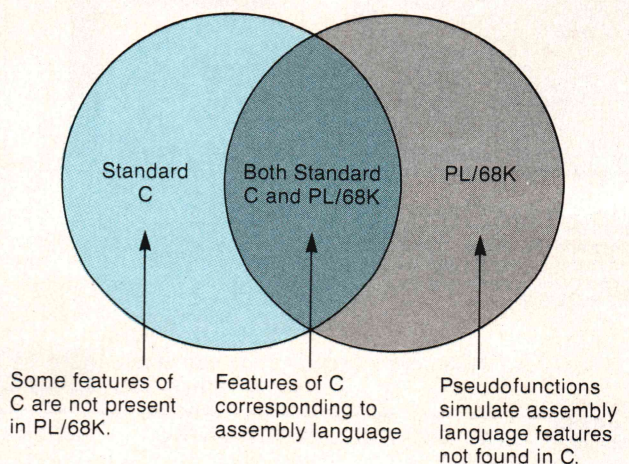 Standard
C
Both Standard
C and PL/68K
PL/68K
Some features of
C are not present
in PL/68K.
Features of C
corresponding to
assembly language
Pseudofunctions
simulate assembly
language features
not found in C.